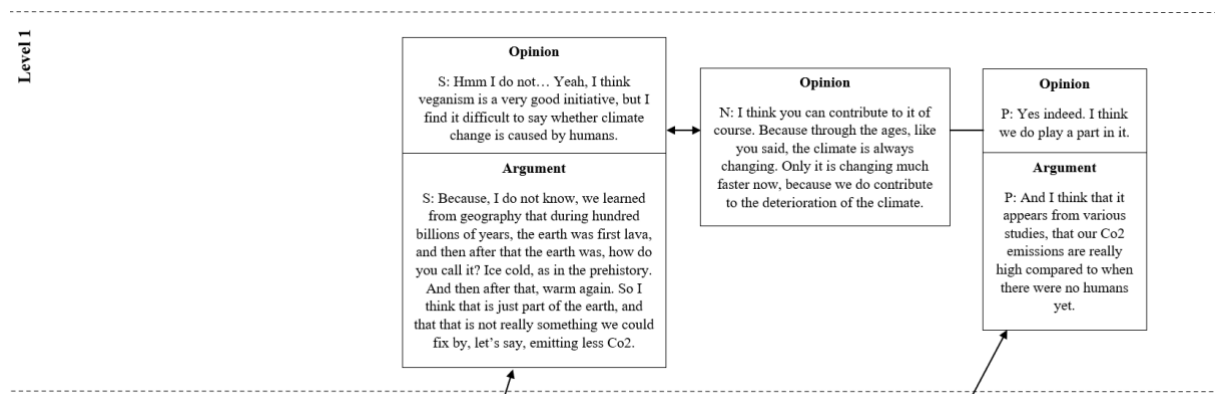 Level 1
Opinion
S: Hmm I do not… Yeah, I think
veganism is a very good initiative, but I
find it difficult to say whether climate
change is caused by humans.
Argument
S: Because, I do not know, we learned
from geography that during hundred
billions of years, the earth was first lava,
and then after that the earth was, how do
you call it? Ice cold, as in the prehistory.
And then after that, warm again. So I
think that is just part of the earth, and
that that is not really something we could
fix by, let's say, emitting less Co2.
Opinion
N: I think you can contribute to it of
course. Because through the ages, like
you said, the climate is always
changing. Only it is changing much
faster now, because we do contribute
to the deterioration of the climate.
Opinion
P: Yes indeed. I think
we do play a part in it.
Argument
P: And I think that it
appears from various
studies, that our Co2
emissions are really
high compared to when
there were no humans
yet.